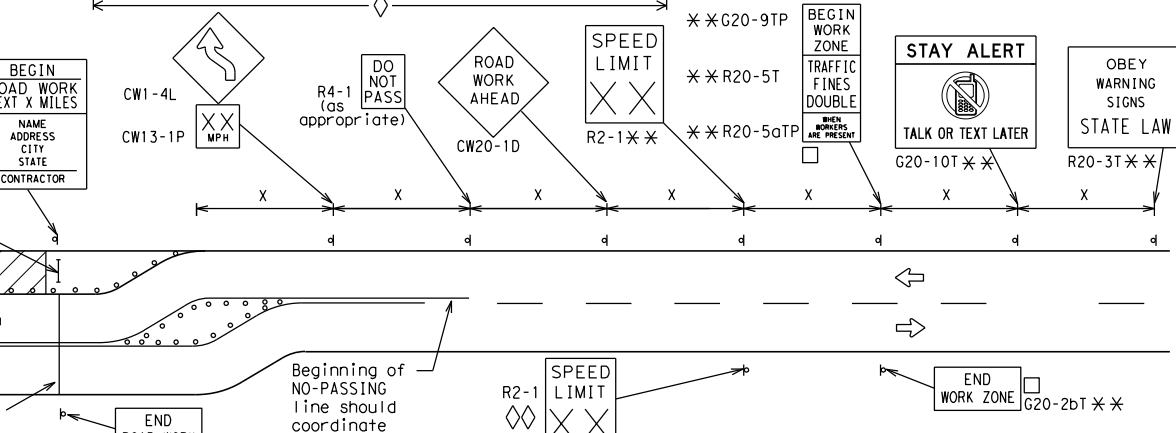 BEGIN
ROAD WORK
NEXT X MILES
NAME
ADDRESS
CITY
STATE
CONTRACTOR
CW1-4L
CW13-1P
XX
MPH
R4-1
(as
appropriate)
DO
NOT
PASS
ROAD
WORK
AHEAD
CW20-1D
SPEED
LIMIT
XX
R2-1**
**G20-9TP
**R20-5T
**R20-5aTP
BEGIN
WORK
ZONE
TRAFFIC
FINES
DOUBLE
WHEN
WORKERS
ARE PRESENT
STAY ALERT
TALK OR TEXT LATER
G20-10T**
OBEY
WARNING
SIGNS
STATE LAW
R20-3T**
X X X X X X X
Beginning of
NO-PASSING
line should
coordinate
R2-1
SPEED
LIMIT
XX
END
WORK ZONE
G20-2bT**
END